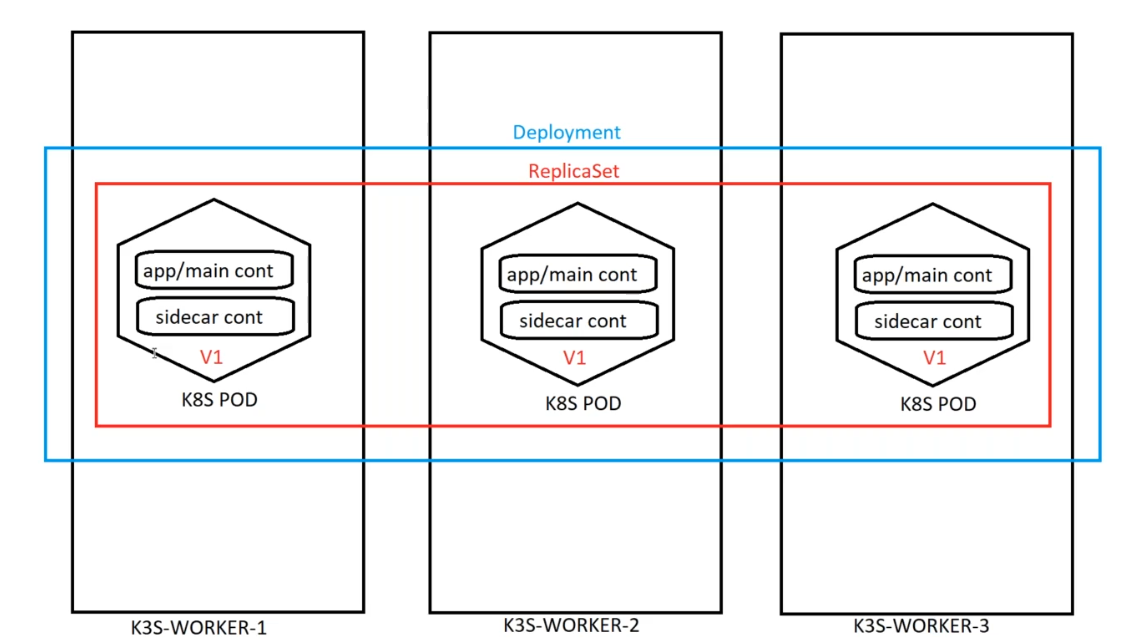 Deployment
ReplicaSet
app/main cont
sidecar cont
V1
K8S POD
app/main cont
sidecar cont
V1
K8S POD
app/main cont
sidecar cont
V1
K8S POD
K3S-WORKER-1
K3S-WORKER-2
K3S-WORKER-3